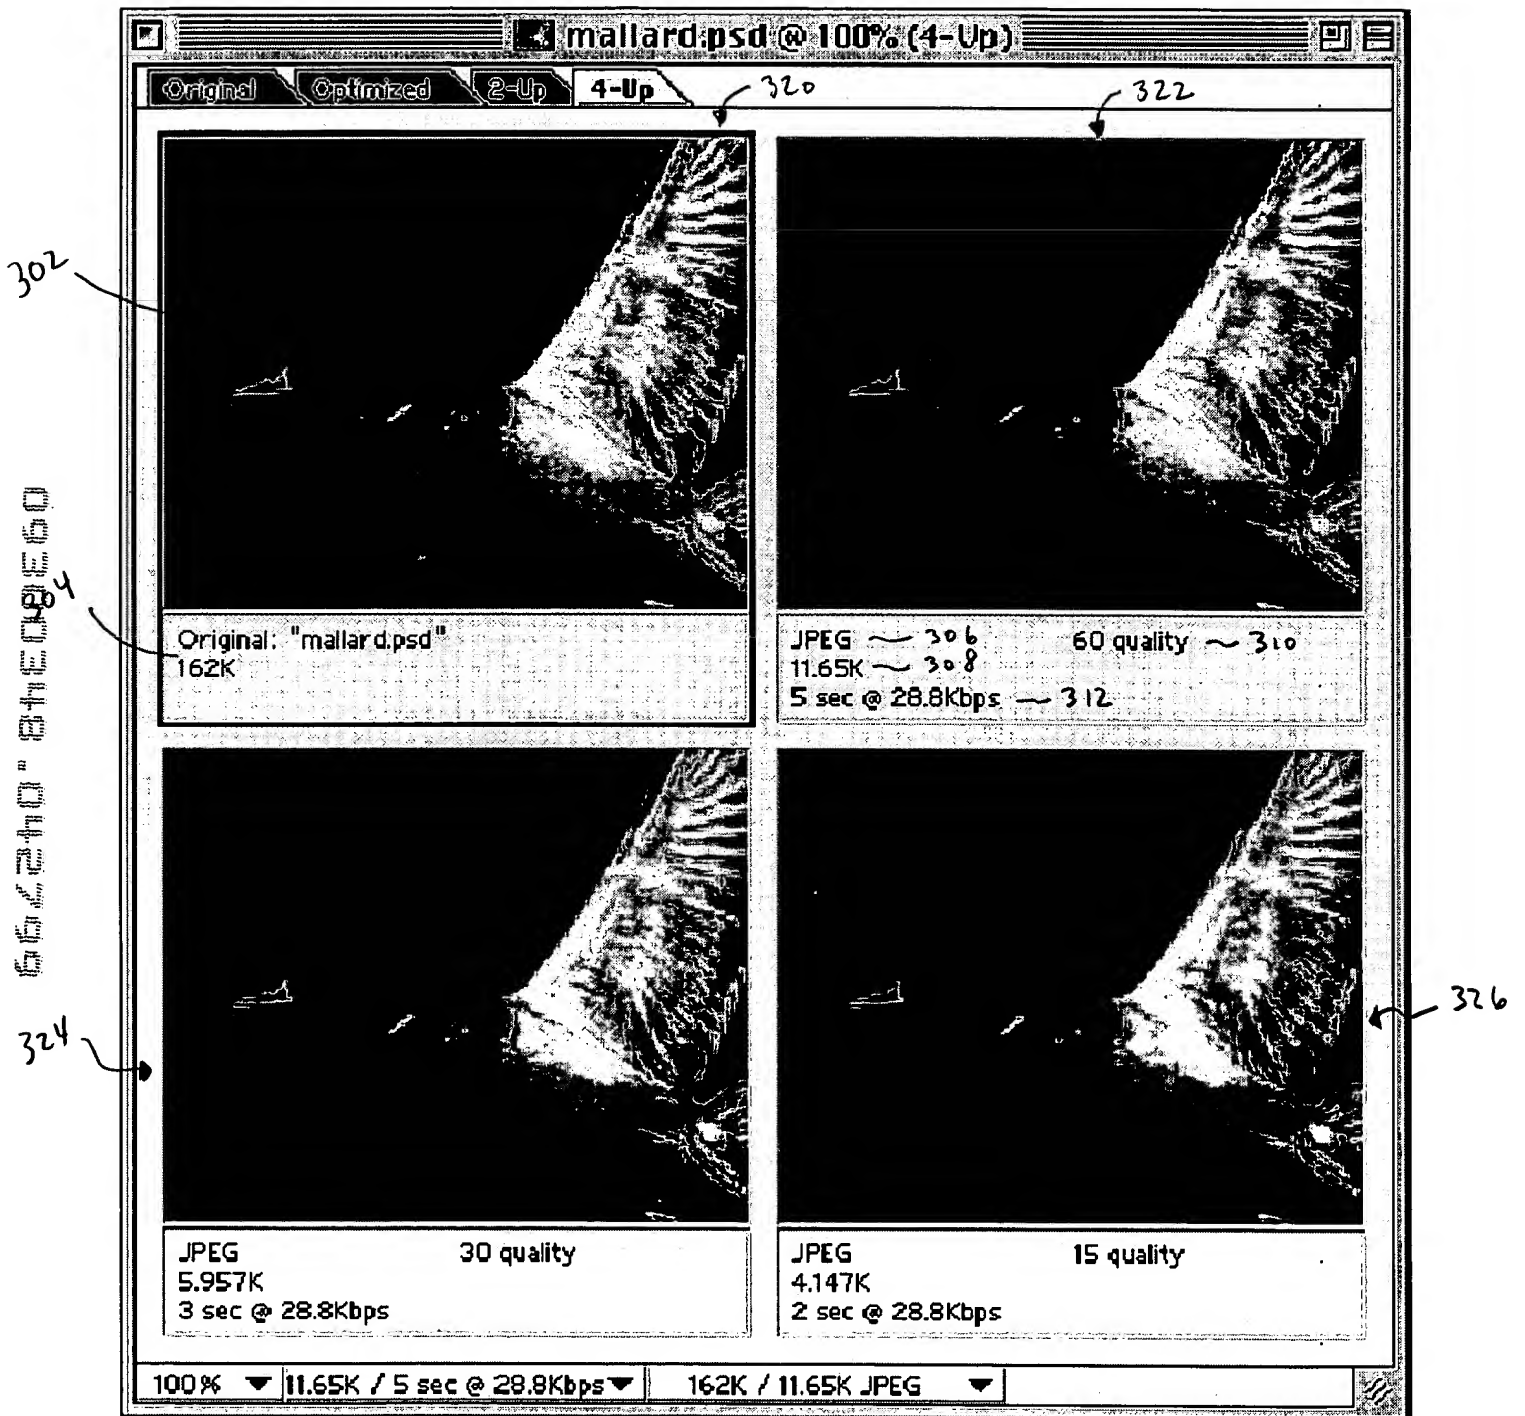 mallard.psd @ 100% (4-Up)
Original Optimized 2-Up 4-Up
320
322
302
304
Original: "mallard.psd"
162K
JPEG 306 60 quality 310
11.65K 308
5 sec @ 28.8Kbps 312
324
326
JPEG 30 quality
5.957K
3 sec @ 28.8Kbps
JPEG 15 quality
4.147K
2 sec @ 28.8Kbps
100% 11.65K / 5 sec @ 28.8Kbps 162K / 11.65K JPEG